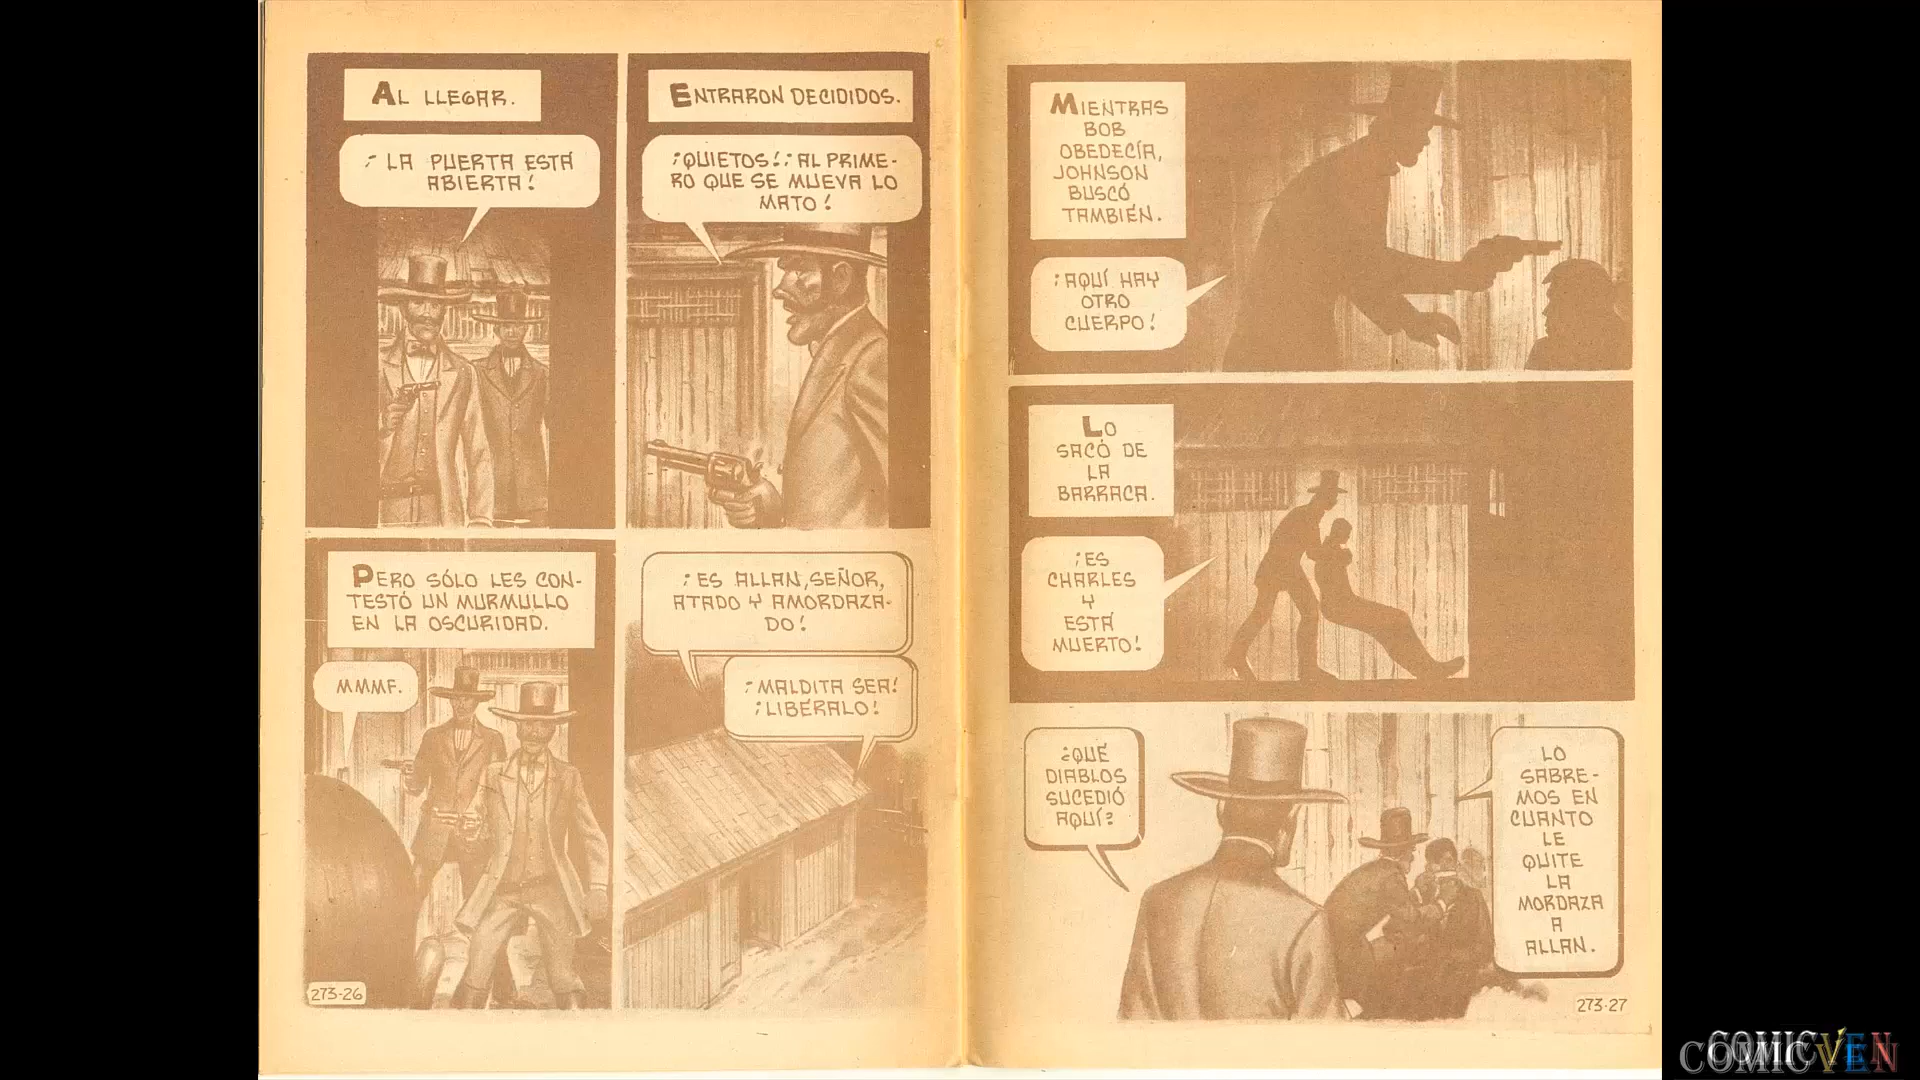 AL LLEGAR.
¡LA PUERTA ESTÁ
ABIERTA!
ENTRARON DECIDIDOS.
¡QUIETOS! ¡AL PRIME-
RO QUE SE MUEVA LO
MATO!
PERO SÓLO LES CON-
TESTÓ UN MURMULLO
EN LA OSCURIDAD.
MMMF.
¡ES ALLAN, SEÑOR,
ATADO Y AMORDAZA-
DO!
¡MALDITA SEA!
¡LIBÉRALO!
273-26
MIENTRAS
BOB
OBEDECÍA,
JOHNSON
BUSCÓ
TAMBIÉN.
¡AQUÍ HAY
OTRO
CUERPO!
LO
SACÓ DE
LA
BARRACA.
¡ES
CHARLES
Y
ESTÁ
MUERTO!
¿QUÉ
DIABLOS
SUCEDIÓ
AQUÍ?
LO
SABRE-
MOS EN
CUANTO
LE
QUITE
LA
MORDAZA
A
ALLAN.
273-27
COMICVEN